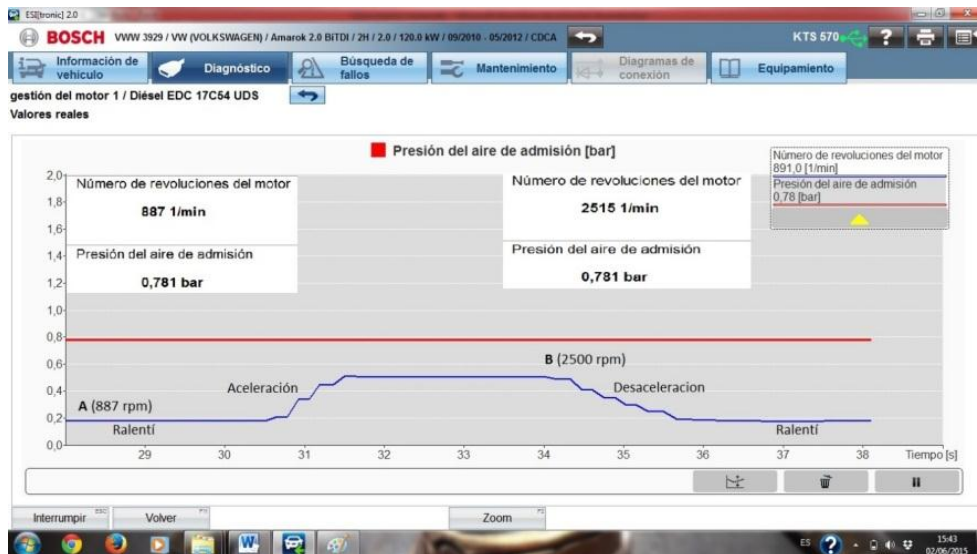 ESI[tronic] 2.0
BOSCH VWW 3929 / VW (VOLKSWAGEN) / Amarok 2.0 BiTDI / 2H / 2.0 / 120.0 kW / 09/2010 - 05/2012 / CDCA
KTS 570
?
Información de vehículo
Diagnóstico
Búsqueda de fallos
Mantenimiento
Diagramas de conexión
Equipamiento
gestión del motor 1 / Diésel EDC 17C54 UDS
Valores reales
Presión del aire de admisión [bar]
Número de revoluciones del motor
891,0 [1/min]
Presión del aire de admisión
0,78 [bar]
2,0
1,8
1,6
1,4
1,2
1,0
0,8
0,6
0,4
0,2
0,0
Número de revoluciones del motor
887 1/min
Presión del aire de admisión
0,781 bar
Número de revoluciones del motor
2515 1/min
Presión del aire de admisión
0,781 bar
B (2500 rpm)
Aceleración
Desaceleracion
A (887 rpm)
Ralentí
Ralentí
29 30 31 32 33 34 35 36 37 38 Tiempo [s]
Interrumpir ESC
Volver
Zoom
ES
15:43